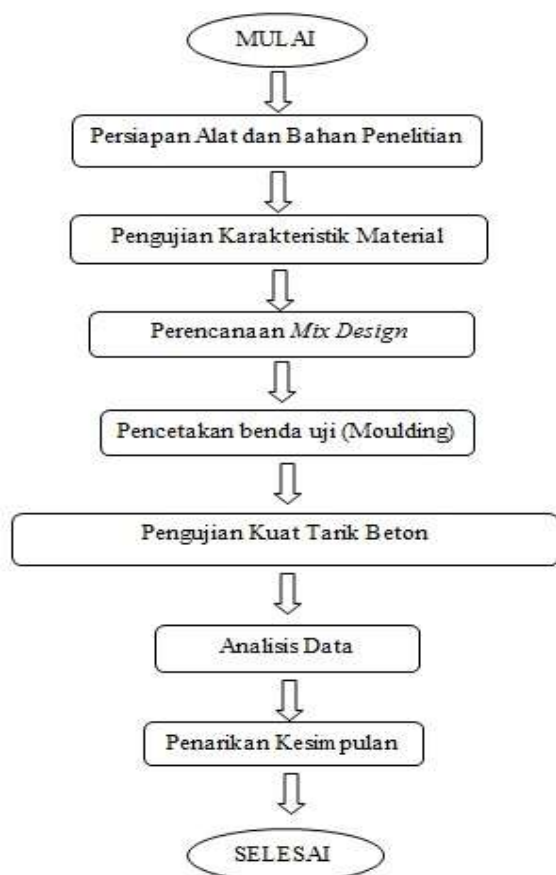 MULAI
Persiapan Alat dan Bahan Penelitian
Pengujian Karakteristik Material
Perencanaan Mix Design
Pencetakan benda uji (Moulding)
Pengujian Kuat Tarik Beton
Analisis Data
Penarikan Kesimpulan
SELESAI